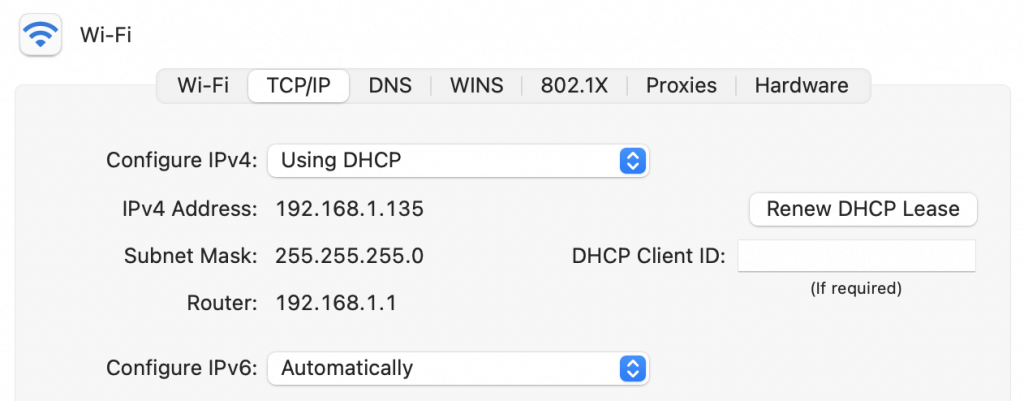 Wi-Fi
Wi-Fi TCP/IP DNS WINS 802.1X Proxies Hardware
Configure IPv4: Using DHCP
IPv4 Address: 192.168.1.135 Renew DHCP Lease
Subnet Mask: 255.255.255.0 DHCP Client ID:
(If required)
Router: 192.168.1.1
Configure IPv6: Automatically